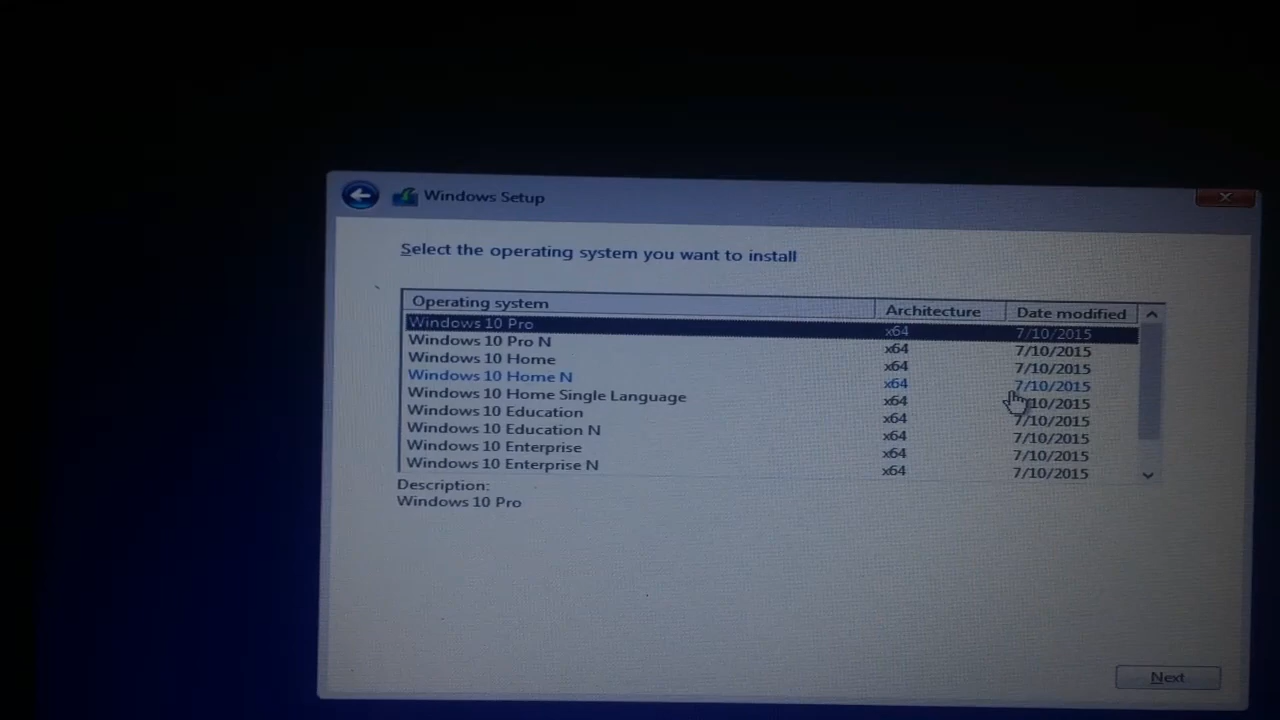 Windows Setup
Select the operating system you want to install
Operating system Architecture Date modified
Windows 10 Pro x64 7/10/2015
Windows 10 Pro N x64 7/10/2015
Windows 10 Home x64 7/10/2015
Windows 10 Home N x64 7/10/2015
Windows 10 Home Single Language x64 7/10/2015
Windows 10 Education x64 7/10/2015
Windows 10 Education N x64 7/10/2015
Windows 10 Enterprise x64 7/10/2015
Windows 10 Enterprise N x64 7/10/2015
Description:
Windows 10 Pro
Next